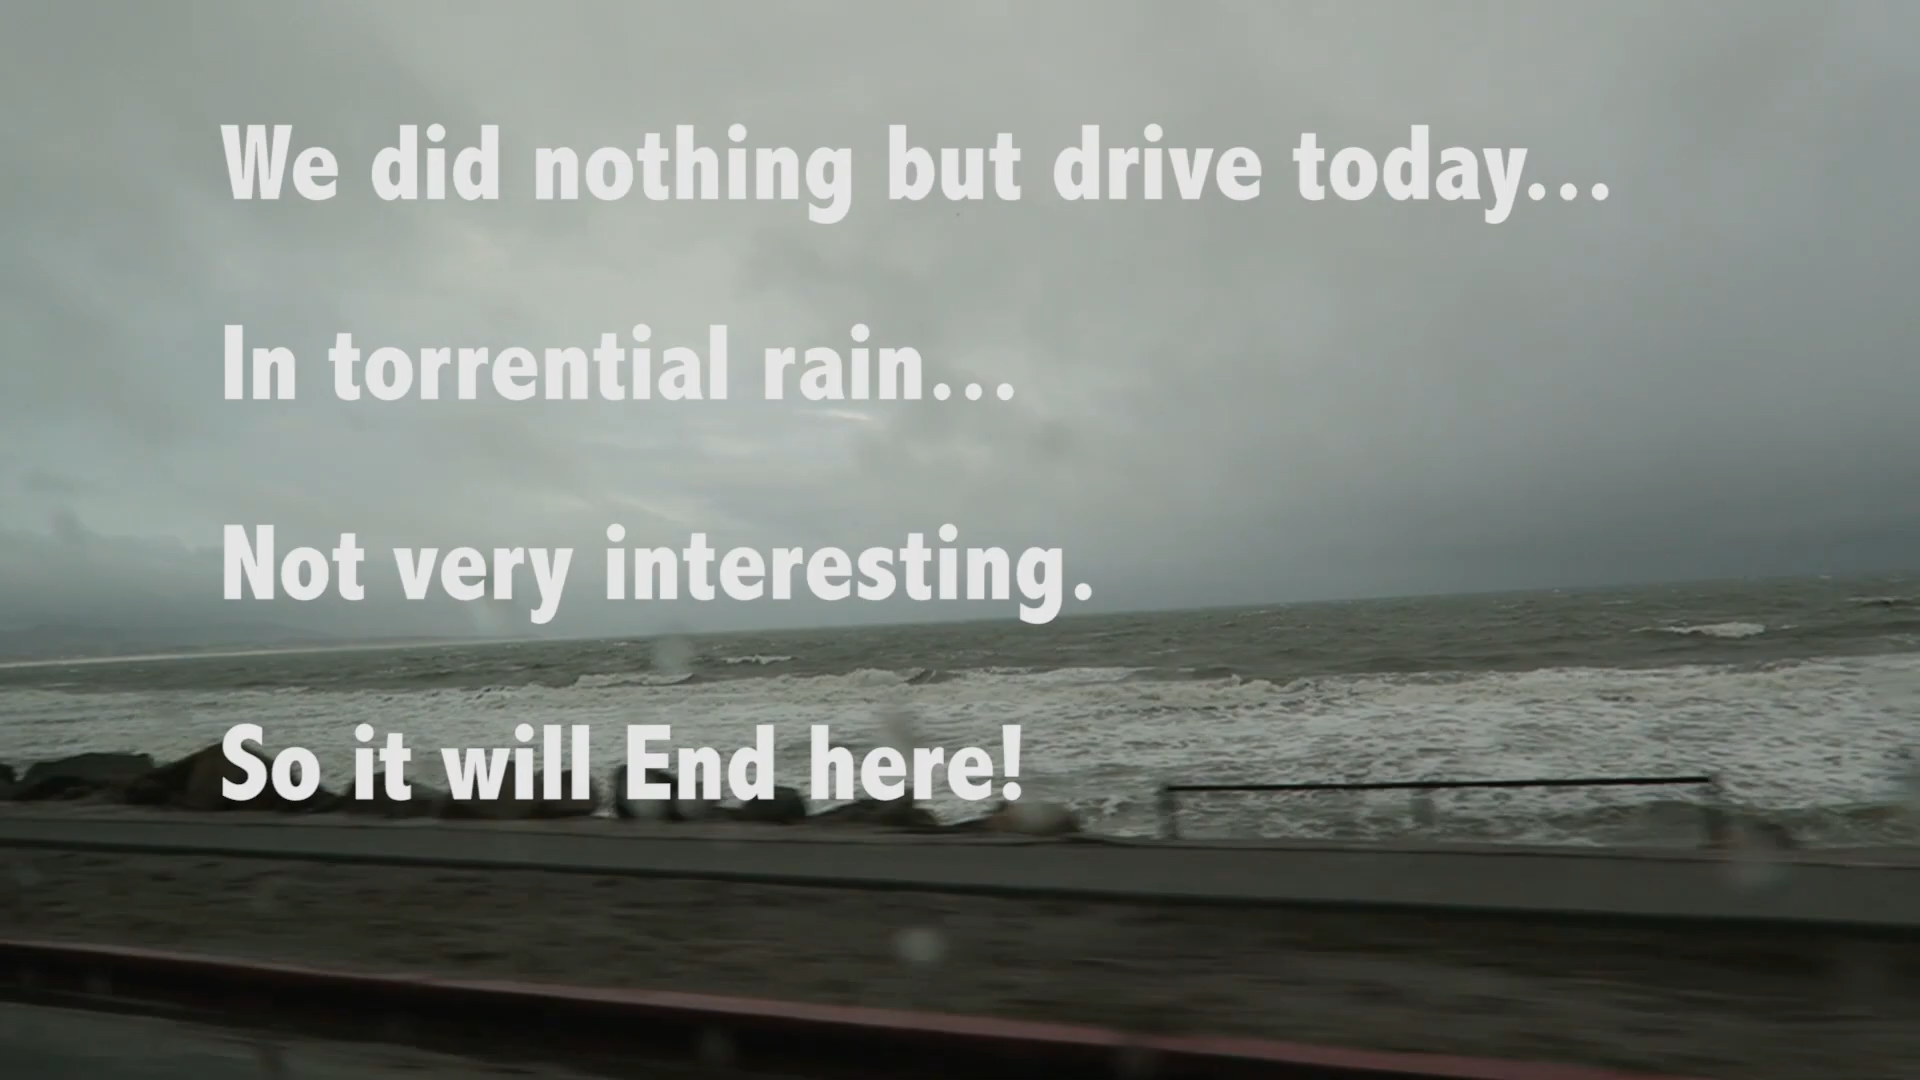 We did nothing but drive today...
In torrential rain...
Not very interesting.
So it will End here!